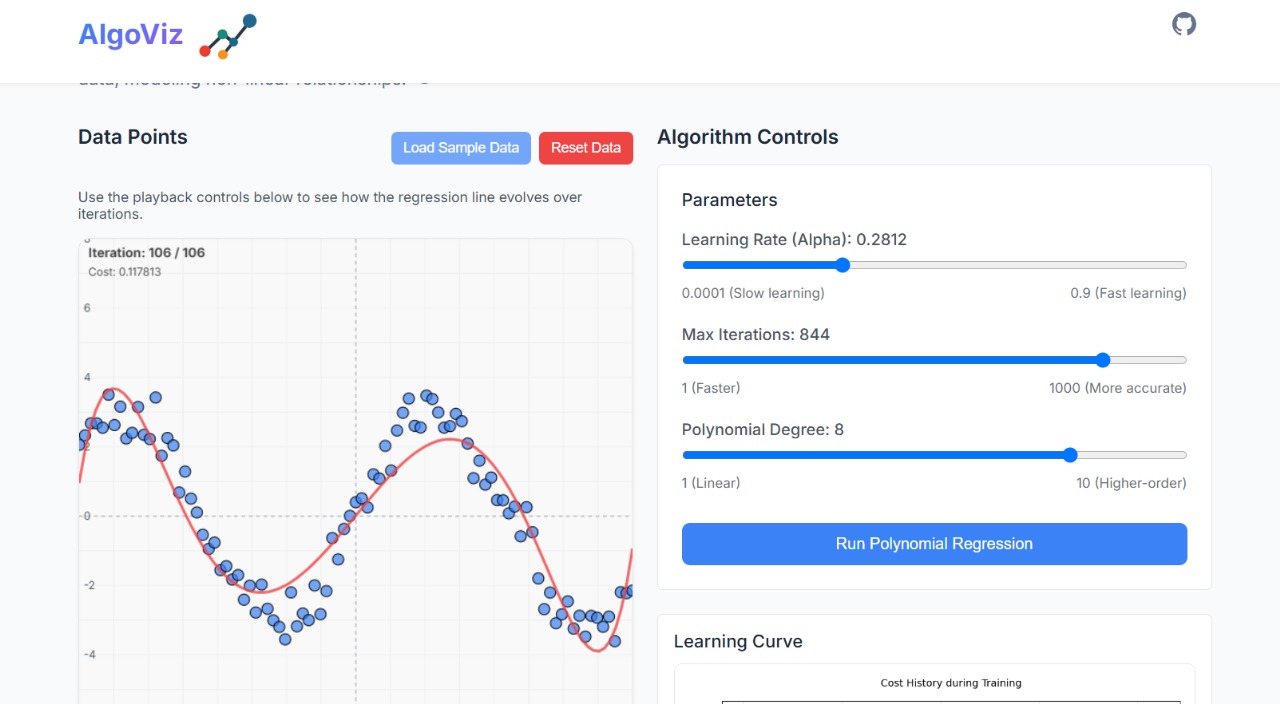 AlgoViz
data, modeling non-linear relationships.
Data Points
Load Sample Data
Reset Data
Use the playback controls below to see how the regression line evolves over
iterations.
Iteration: 106 / 106
Cost: 0.117813
6
4
2
0
-2
-4
Algorithm Controls
Parameters
Learning Rate (Alpha): 0.2812
0.0001 (Slow learning)
0.9 (Fast learning)
Max Iterations: 844
1 (Faster)
1000 (More accurate)
Polynomial Degree: 8
1 (Linear)
10 (Higher-order)
Run Polynomial Regression
Learning Curve
Cost History during Training